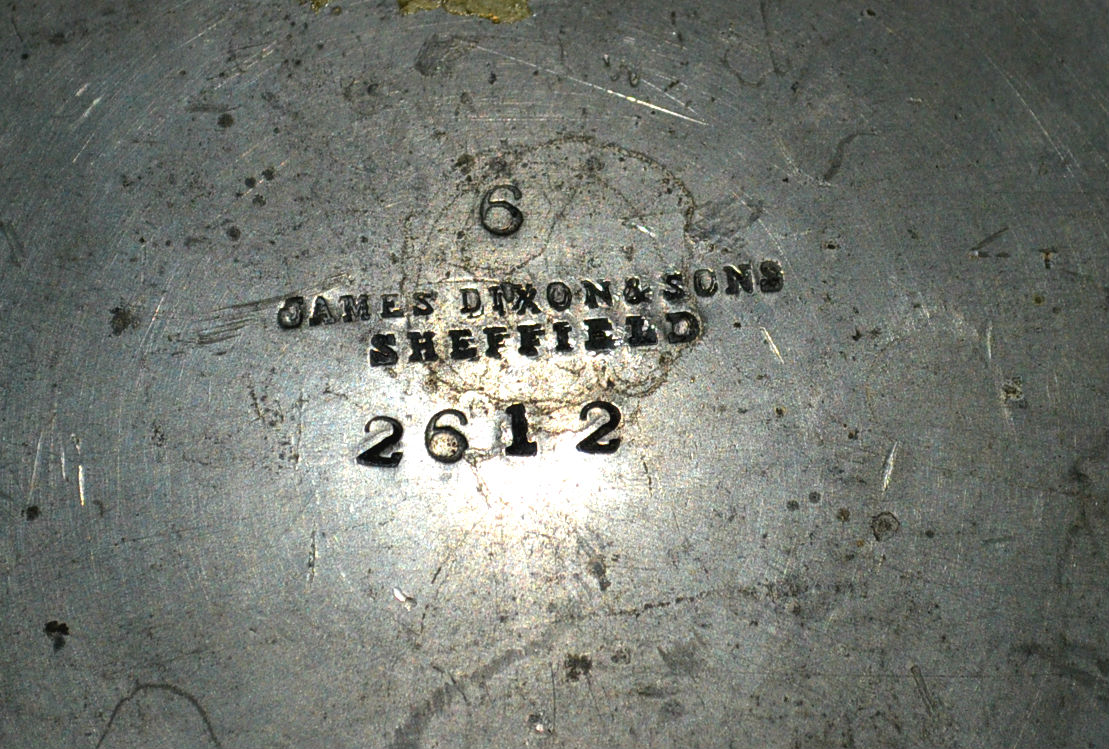 6
JAMES DIXON & SONS
SHEFFIELD
2612